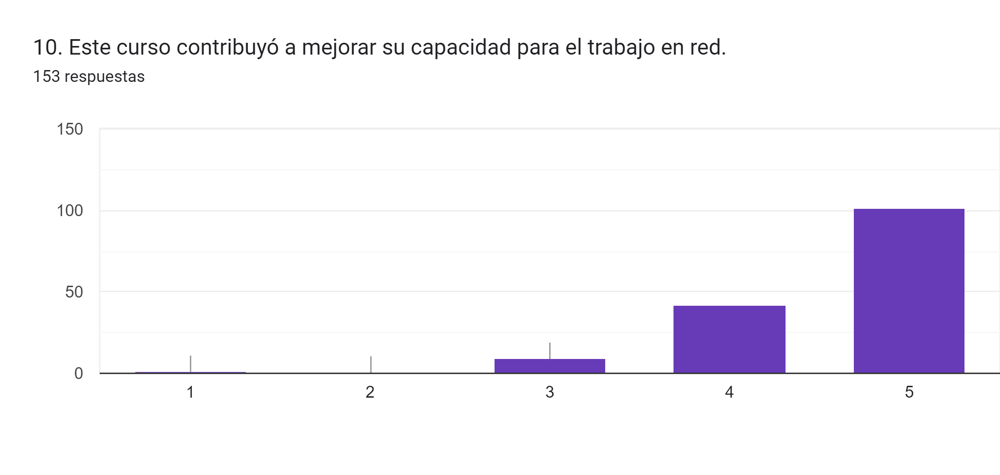 10. Este curso contribuyó a mejorar su capacidad para el trabajo en red.
153 respuestas
150
100
50
0
1 2 3 4 5